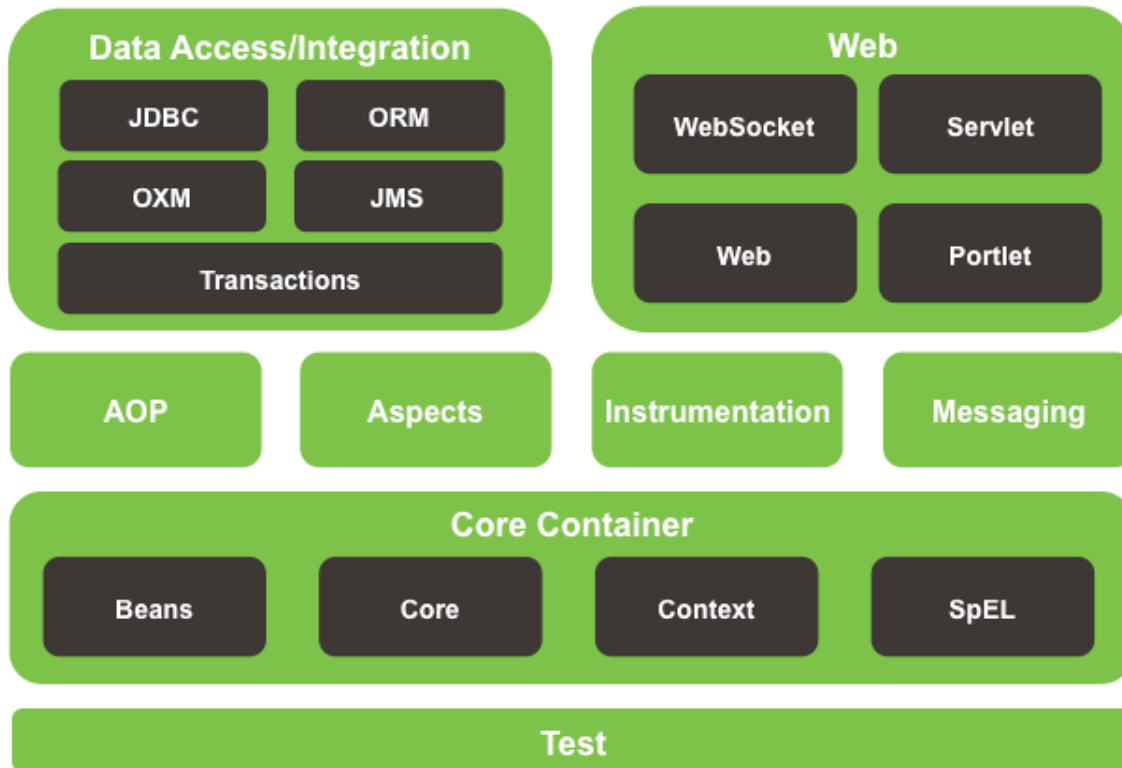 Data Access/Integration
JDBC
ORM
OXM
JMS
Transactions
Web
WebSocket
Servlet
Web
Portlet
AOP
Aspects
Instrumentation
Messaging
Core Container
Beans
Core
Context
SpEL
Test